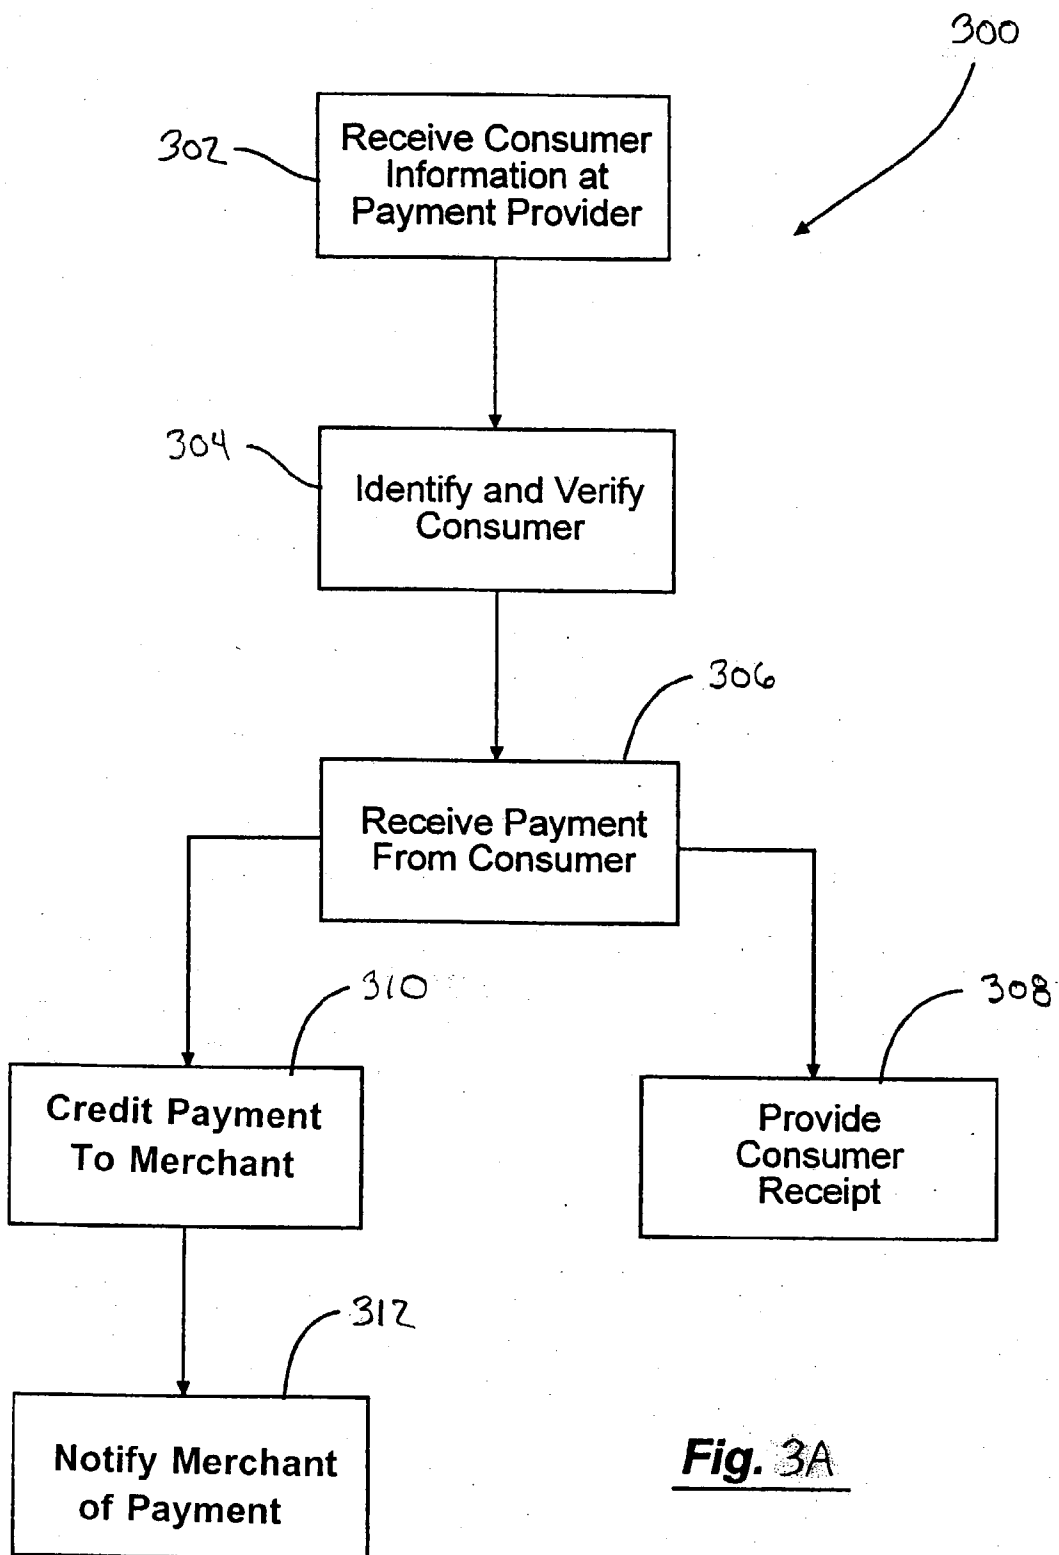 300
302
Receive Consumer
Information at
Payment Provider
304
Identify and Verify
Consumer
306
Receive Payment
From Consumer
310
308
Credit Payment
To Merchant
Provide
Consumer
Receipt
312
Notify Merchant
of Payment
Fig. 3A